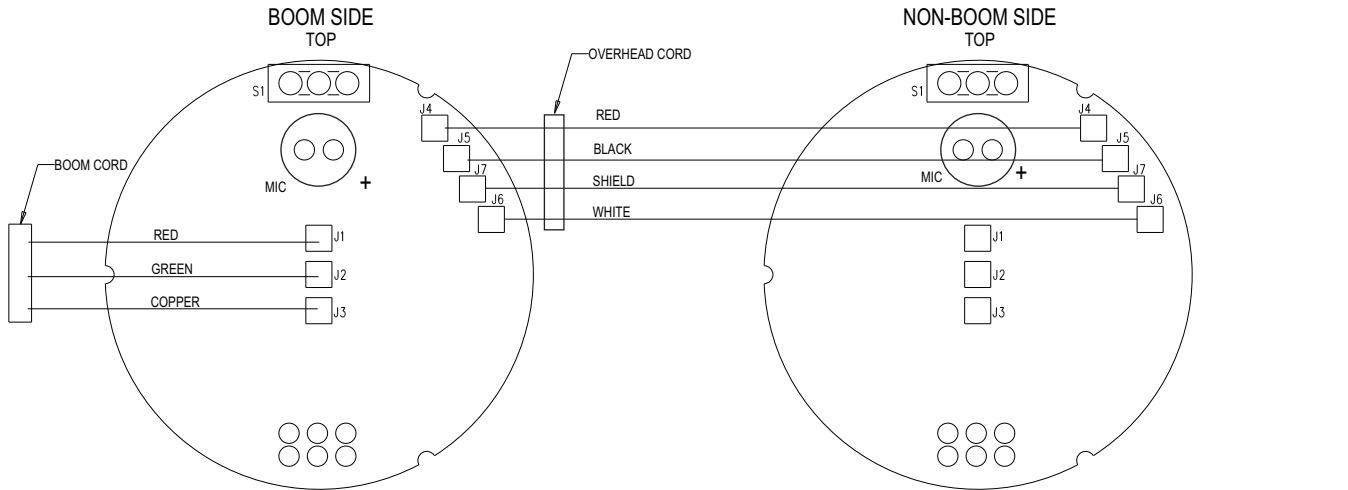 BOOM SIDE
TOP
NON-BOOM SIDE
TOP
OVERHEAD CORD
BOOM CORD
S1
MIC
+
J4
J5
J7
J6
RED
BLACK
SHIELD
WHITE
RED
GREEN
COPPER
J1
J2
J3
S1
MIC
+
J4
J5
J7
J6
J1
J2
J3